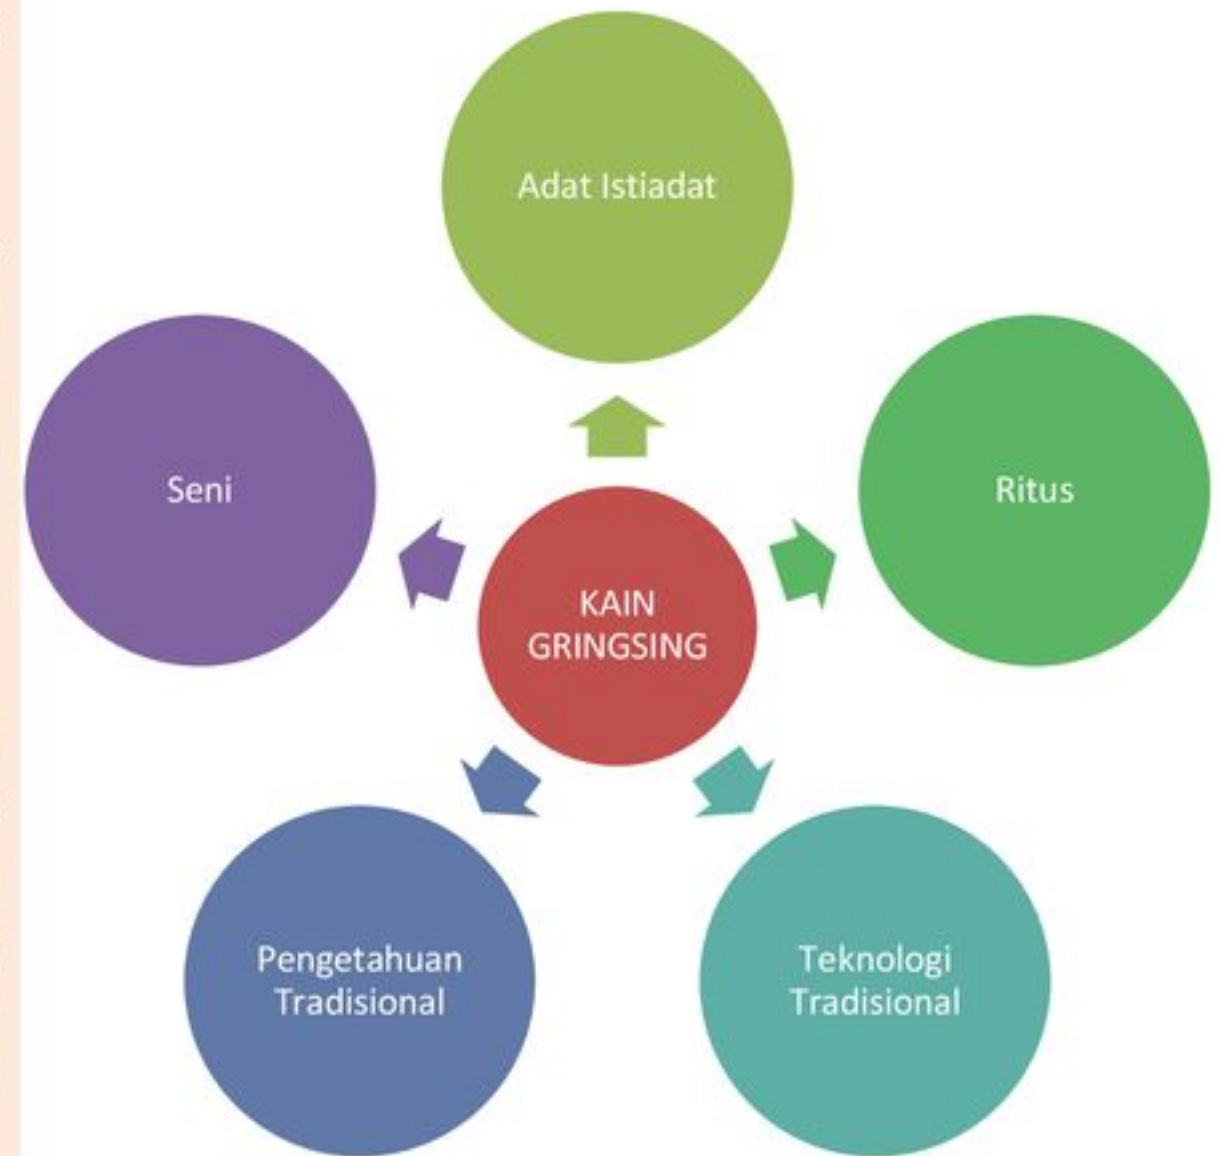 Adat Istiadat
Seni
Ritus
KAIN
GRINGSING
Pengetahuan
Tradisional
Teknologi
Tradisional